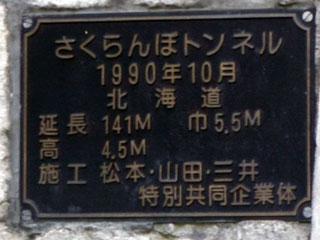 さくらんぼトンネル
1990年10月
北海道
延長 141M 巾5.5M
高 4.5M
施工 松本・山田・三井
特別共同企業体